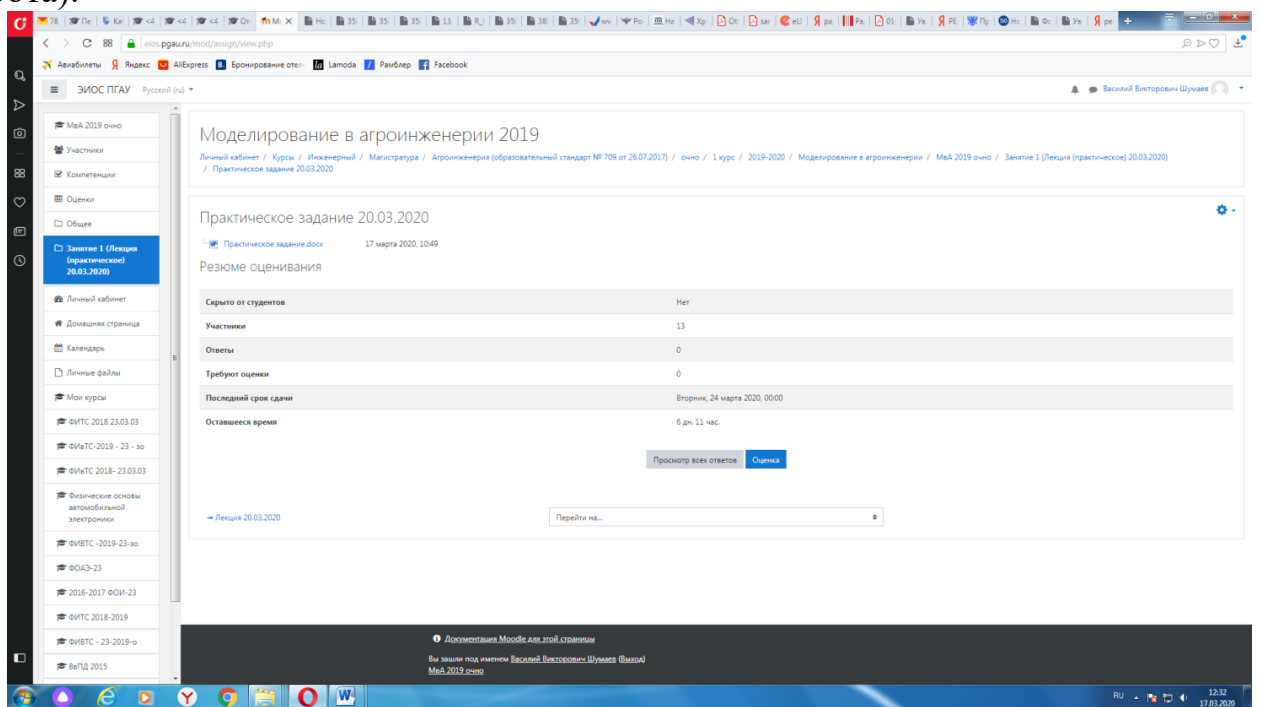 eios.pgau.ru/mod/assign/view.php
Авиабилеты Яндекс AliExpress Бронирование отел Lamoda Рамблер Facebook
ЭИОС ПГАУ Русский (ru)
Василий Викторович Шумаев
МвА 2019 очно
Участники
Компетенции
Оценки
Общее
Занятие 1 (Лекция
(практическое)
20.03.2020)
Личный кабинет
Домашняя страница
Календарь
Личные файлы
Мои курсы
ФИТС 2018 23.03.03
ФИвТС-2019 - 23 - зо
ФИвТС 2018- 23.03.03
Физические основы
автомобильной
электроники
ФИВТС -2019-23-зо
ФОАЭ-23
2016-2017 ФОИ-23
ФИТС 2018-2019
ФИВТС - 23-2019-о
ВвПД 2015
Моделирование в агроинженерии 2019
Личный кабинет / Курсы / Инженерный / Магистратура / Агроинженерия (образовательный стандарт № 709 от 26.07.2017) / очно / 1 курс / 2019-2020 / Моделирование в агроинженерии / МвА 2019 очно / Занятие 1 (Лекция (практическое) 20.03.2020)
/ Практическое задание 20.03.2020
Практическое задание 20.03.2020
Практическое задание.docx 17 марта 2020, 10:49
Резюме оценивания
Скрыто от студентов Нет
Участники 13
Ответы 0
Требуют оценки 0
Последний срок сдачи Вторник, 24 марта 2020, 00:00
Оставшееся время 6 дн. 11 час.
Просмотр всех ответов Оценка
→ Лекция 20.03.2020 Перейти на...
Документация Moodle для этой страницы
Вы зашли под именем Василий Викторович Шумаев (Выход)
МвА 2019 очно
RU 12:32
17.03.2020